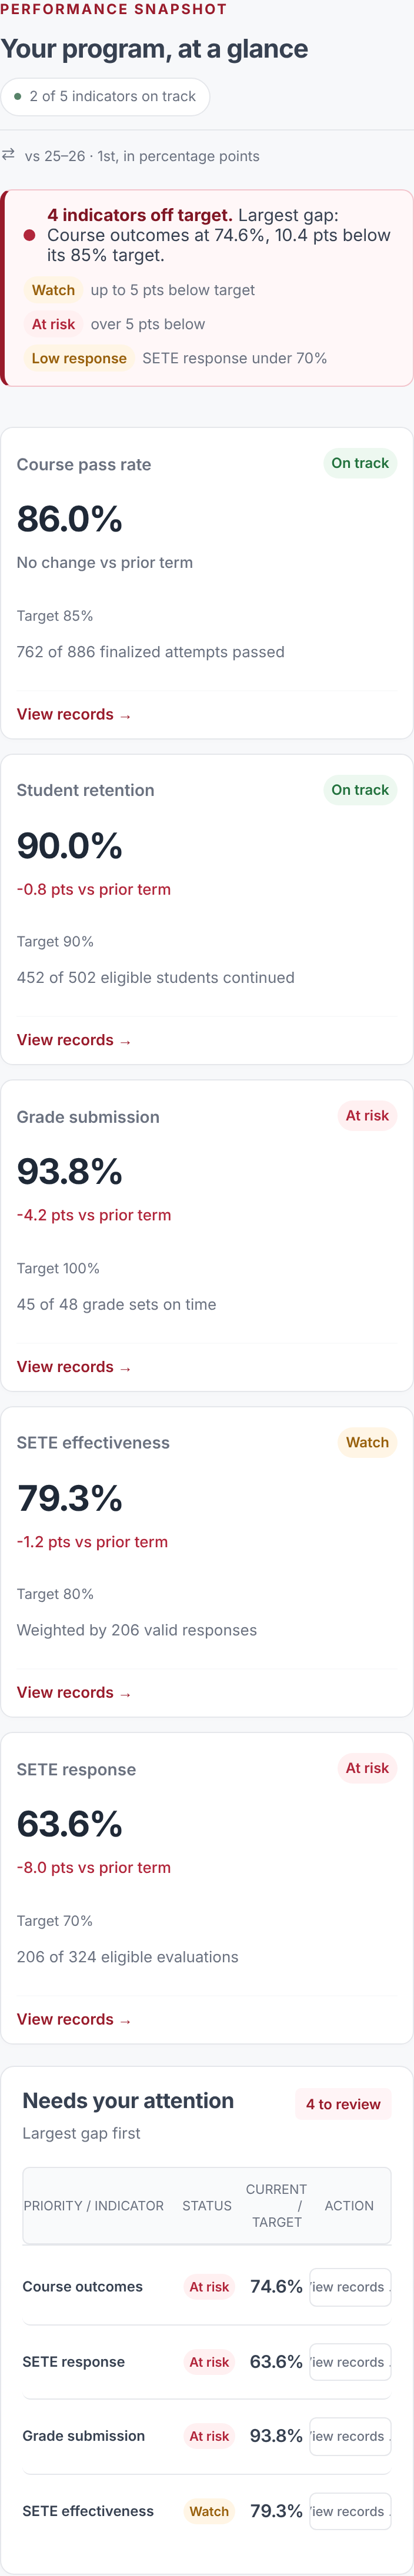 PERFORMANCE SNAPSHOT
Your program, at a glance
2 of 5 indicators on track
⇄ vs 25–26 · 1st, in percentage points
4 indicators off target. Largest gap:
Course outcomes at 74.6%, 10.4 pts below
its 85% target.
Watch up to 5 pts below target
At risk over 5 pts below
Low response SETE response under 70%
Course pass rate On track
86.0%
No change vs prior term
Target 85%
762 of 886 finalized attempts passed
View records →
Student retention On track
90.0%
-0.8 pts vs prior term
Target 90%
452 of 502 eligible students continued
View records →
Grade submission At risk
93.8%
-4.2 pts vs prior term
Target 100%
45 of 48 grade sets on time
View records →
SETE effectiveness Watch
79.3%
-1.2 pts vs prior term
Target 80%
Weighted by 206 valid responses
View records →
SETE response At risk
63.6%
-8.0 pts vs prior term
Target 70%
206 of 324 eligible evaluations
View records →
Needs your attention 4 to review
Largest gap first
PRIORITY / INDICATOR STATUS CURRENT / TARGET ACTION
Course outcomes At risk 74.6% iew records
SETE response At risk 63.6% iew records
Grade submission At risk 93.8% iew records
SETE effectiveness Watch 79.3% iew records